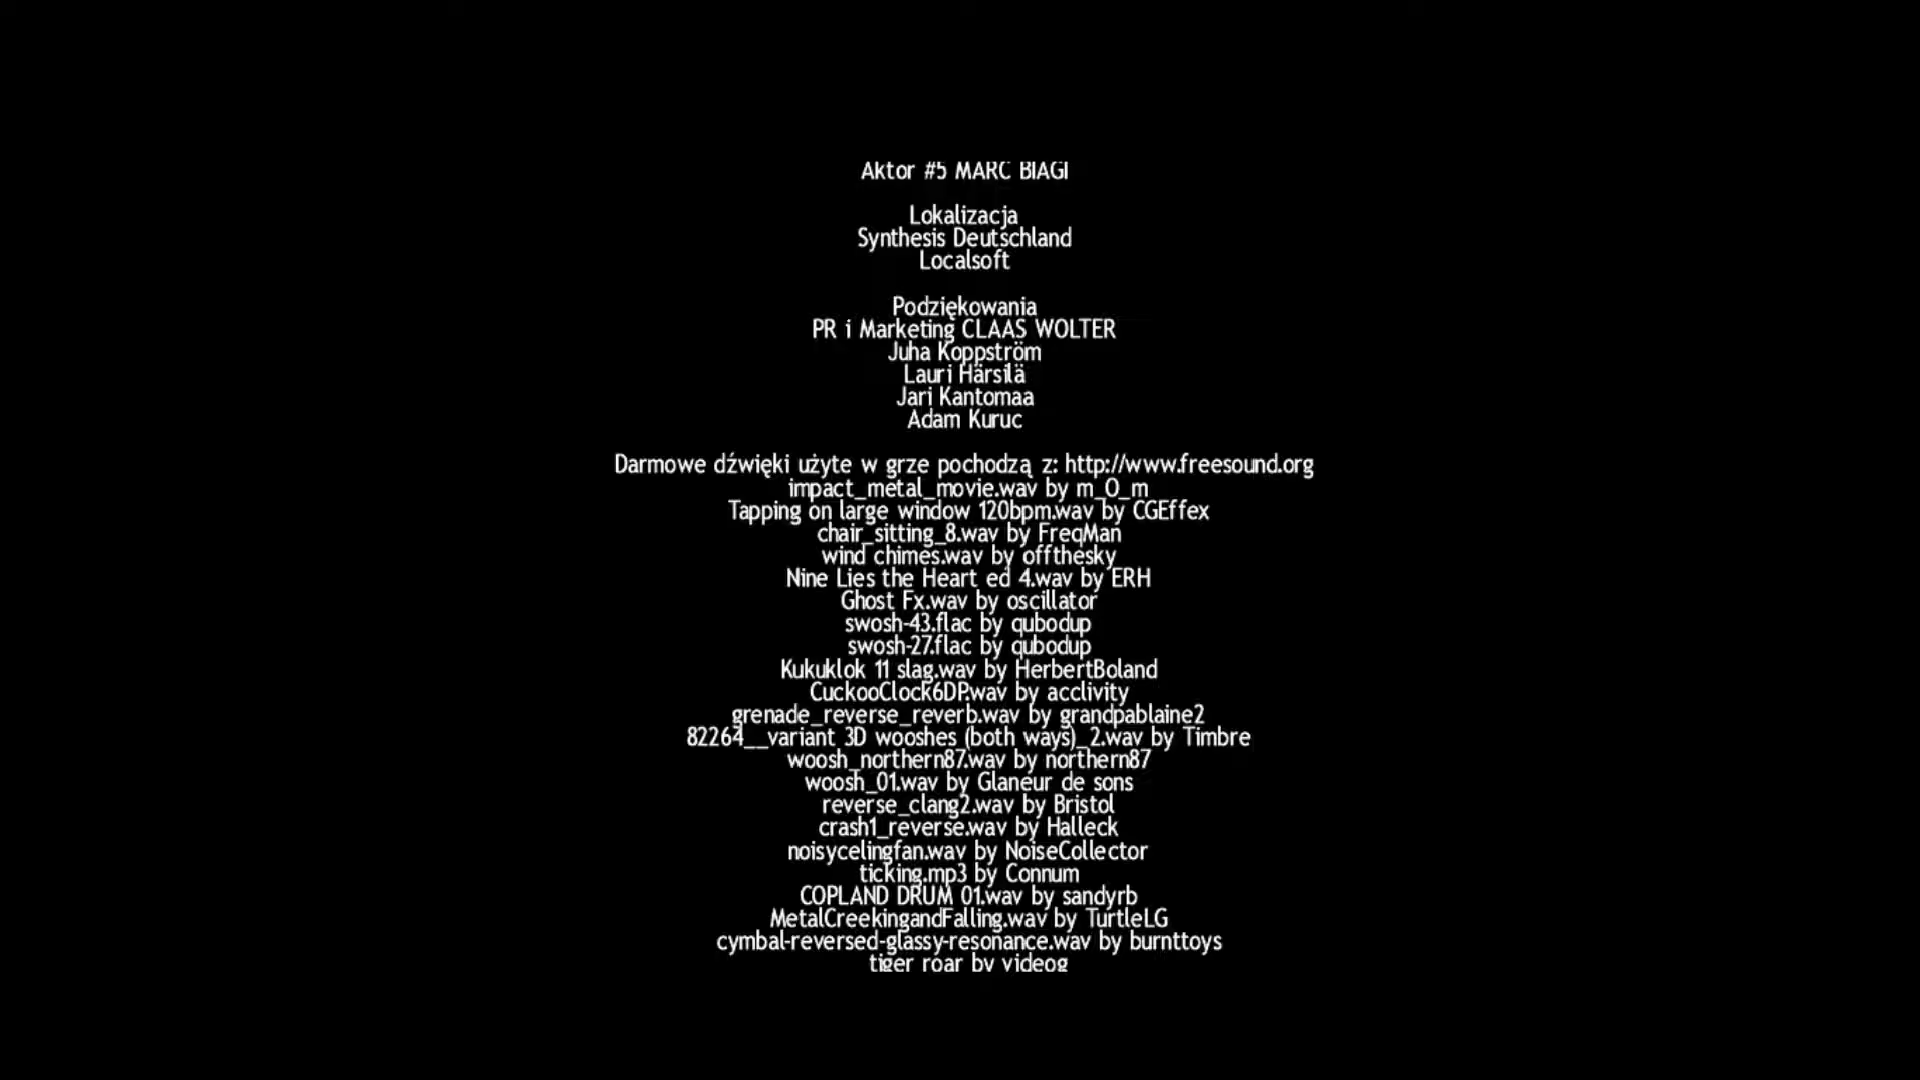 Aktor #5 MARC BIAGI
Lokalizacja
Synthesis Deutschland
Localsoft
Podziękowania
PR i Marketing CLAAS WOLTER
Juha Koppström
Lauri Härsilä
Jari Kantomaa
Adam Kuruc
Darmowe dźwięki użyte w grze pochodzą z: http://www.freesound.org
impact_metal_movie.wav by m_O_m
Tapping on large window 120bpm.wav by CGEffex
chair_sitting_8.wav by FreqMan
wind chimes.wav by offthesky
Nine Lies the Heart ed 4.wav by ERH
Ghost Fx.wav by oscillator
swosh-43.flac by qubodup
swosh-27.flac by qubodup
Kukuklok 11 slag.wav by HerbertBoland
CuckooClock6DP.wav by acclivity
grenade_reverse_reverb.wav by grandpablaine2
82264__variant 3D wooshes (both ways)_2.wav by Timbre
woosh_northern87.wav by northern87
woosh_01.wav by Glaneur de sons
reverse_clang2.wav by Bristol
crash1_reverse.wav by Halleck
noisycelingfan.wav by NoiseCollector
ticking.mp3 by Connum
COPLAND DRUM 01.wav by sandyrb
MetalCreekingandFalling.wav by TurtleLG
cymbal-reversed-glassy-resonance.wav by burnttoys
tiger roar by videog